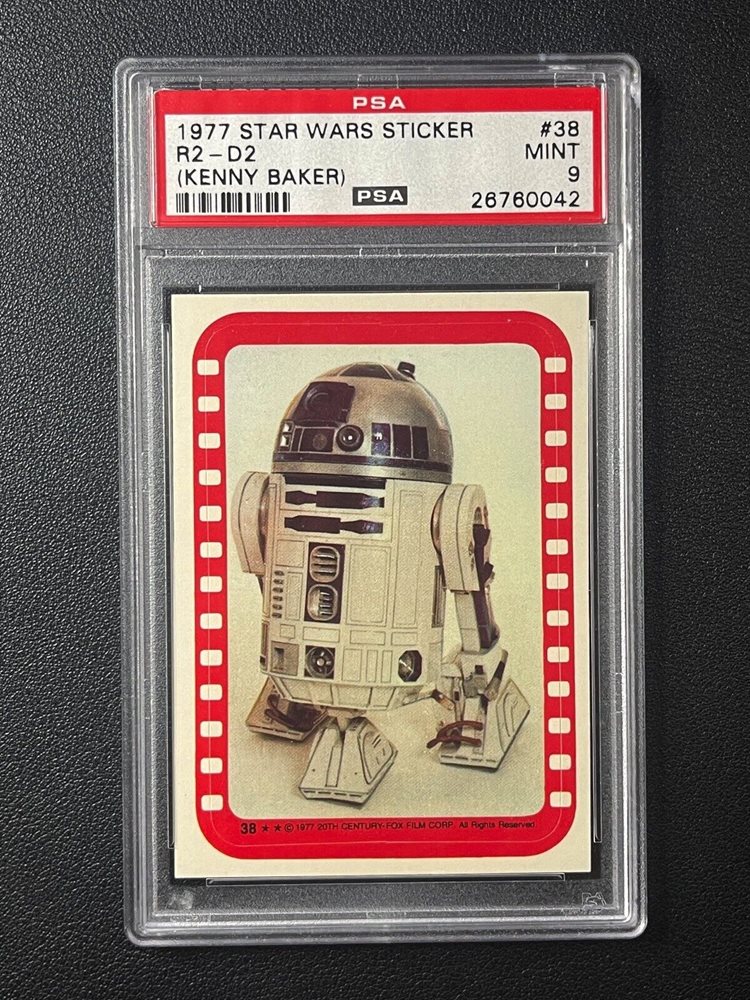 PSA
1977 STAR WARS STICKER #38
R2-D2 MINT
(KENNY BAKER) 9
PSA 26760042
38 ★ ★ © 1977 20TH CENTURY-FOX FILM CORP. All Rights Reserved